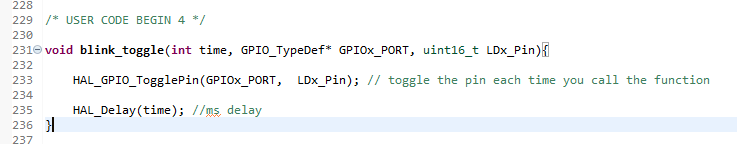 228
229 /* USER CODE BEGIN 4 */
230
231 void blink_toggle(int time, GPIO_TypeDef* GPIOx_PORT, uint16_t LDx_Pin){
232
233 HAL_GPIO_TogglePin(GPIOx_PORT,  LDx_Pin); // toggle the pin each time you call the function
234
235 HAL_Delay(time); //ms delay
236 }
237